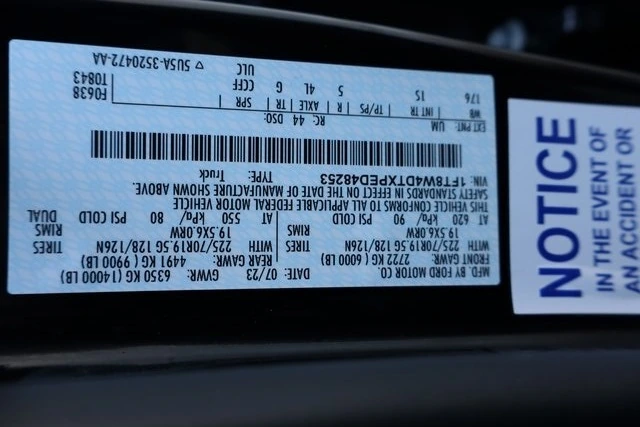 MFD. BY FORD MOTOR CO.
DATE: 07/23 GVWR: 6350 KG (14000 LB)
FRONT GAWR: 2722 KG (6000 LB) REAR GAWR: 4491 KG (9900 LB)
WITH 225/70R19.5G 128/126N TIRES WITH 225/70R19.5G 128/126N TIRES
19.5X6.0RW RIMS 19.5X6.0RW RIMS
AT 620 kPa/ 90 PSI COLD AT 550 kPa/ 80 PSI COLD DUAL
THIS VEHICLE CONFORMS TO ALL APPLICABLE FEDERAL MOTOR VEHICLE
SAFETY STANDARDS IN EFFECT ON THE DATE OF MANUFACTURE SHOWN ABOVE.
VIN: 1FT8W4DTXPED48253 TYPE: Truck
EXT PNT: UM RC: 44 DSO: F0638
WB INT TR TP/PS R AXLE TR SPR T0843
176 15 5 4L G CCFF
ULC ▽ 5U5A-3520472-AA
NOTICE
IN THE EVENT OF
AN ACCIDENT OR